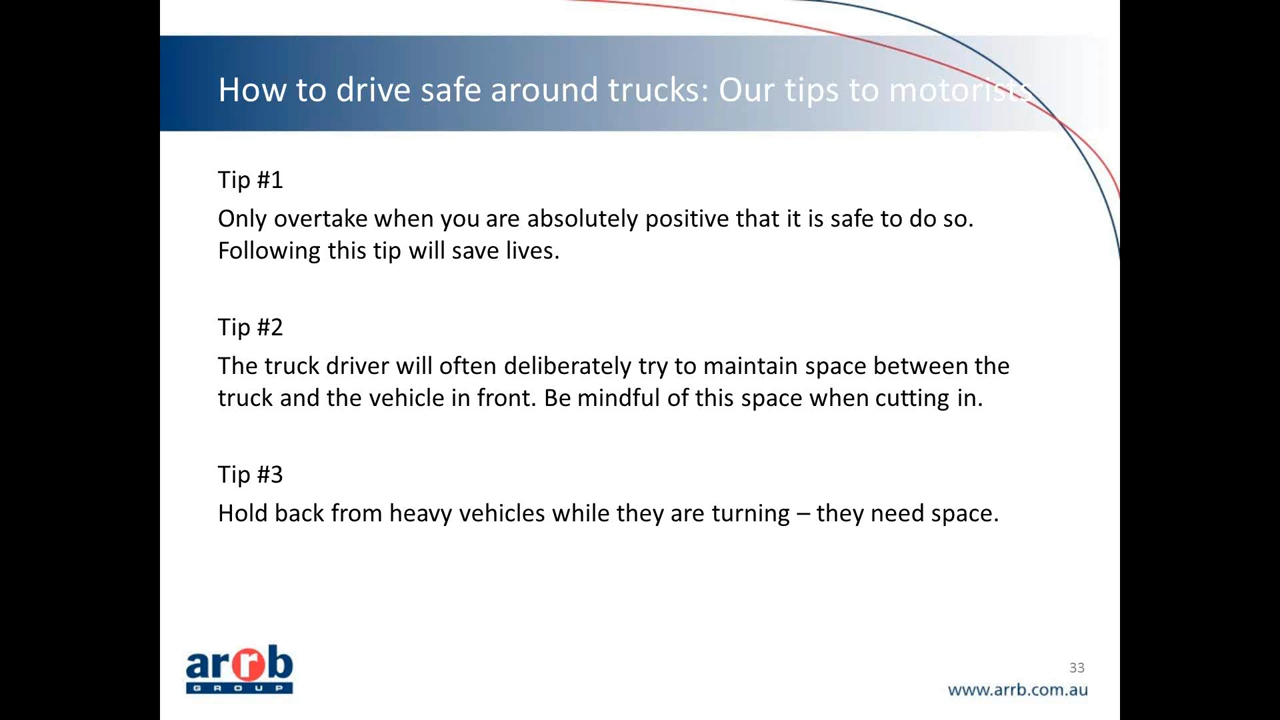 How to drive safe around trucks: Our tips to motorists
Tip #1
Only overtake when you are absolutely positive that it is safe to do so.
Following this tip will save lives.
Tip #2
The truck driver will often deliberately try to maintain space between the
truck and the vehicle in front. Be mindful of this space when cutting in.
Tip #3
Hold back from heavy vehicles while they are turning – they need space.
arrb
GROUP
33
www.arrb.com.au